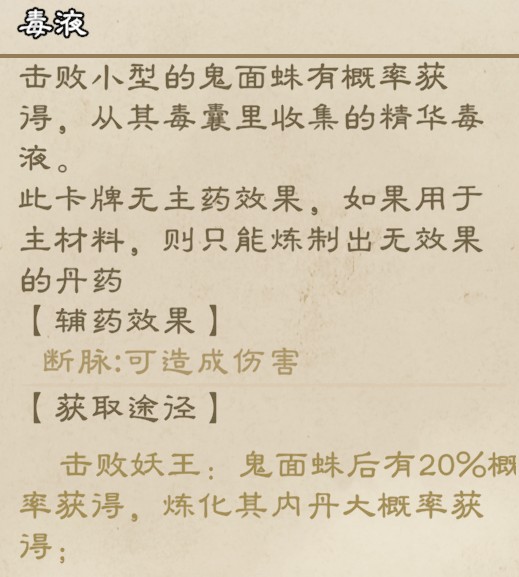 毒液
击败小型的鬼面蛛有概率获
得，从其毒囊里收集的精华毒
液。
此卡牌无主药效果，如果用于
主材料，则只能炼制出无效果
的丹药
【辅药效果】
断脉:可造成伤害
【获取途径】
击败妖王：鬼面蛛后有20%概
率获得，炼化其内丹大概率获
得；